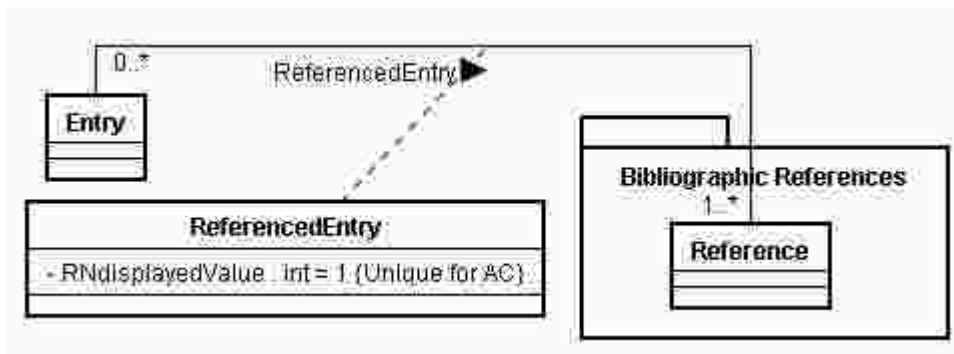 0..*
ReferencedEntry
Entry
Bibliographic References
1..*
ReferencedEntry
Reference
- RNdisplayedValue : int = 1 {Unique for AC}